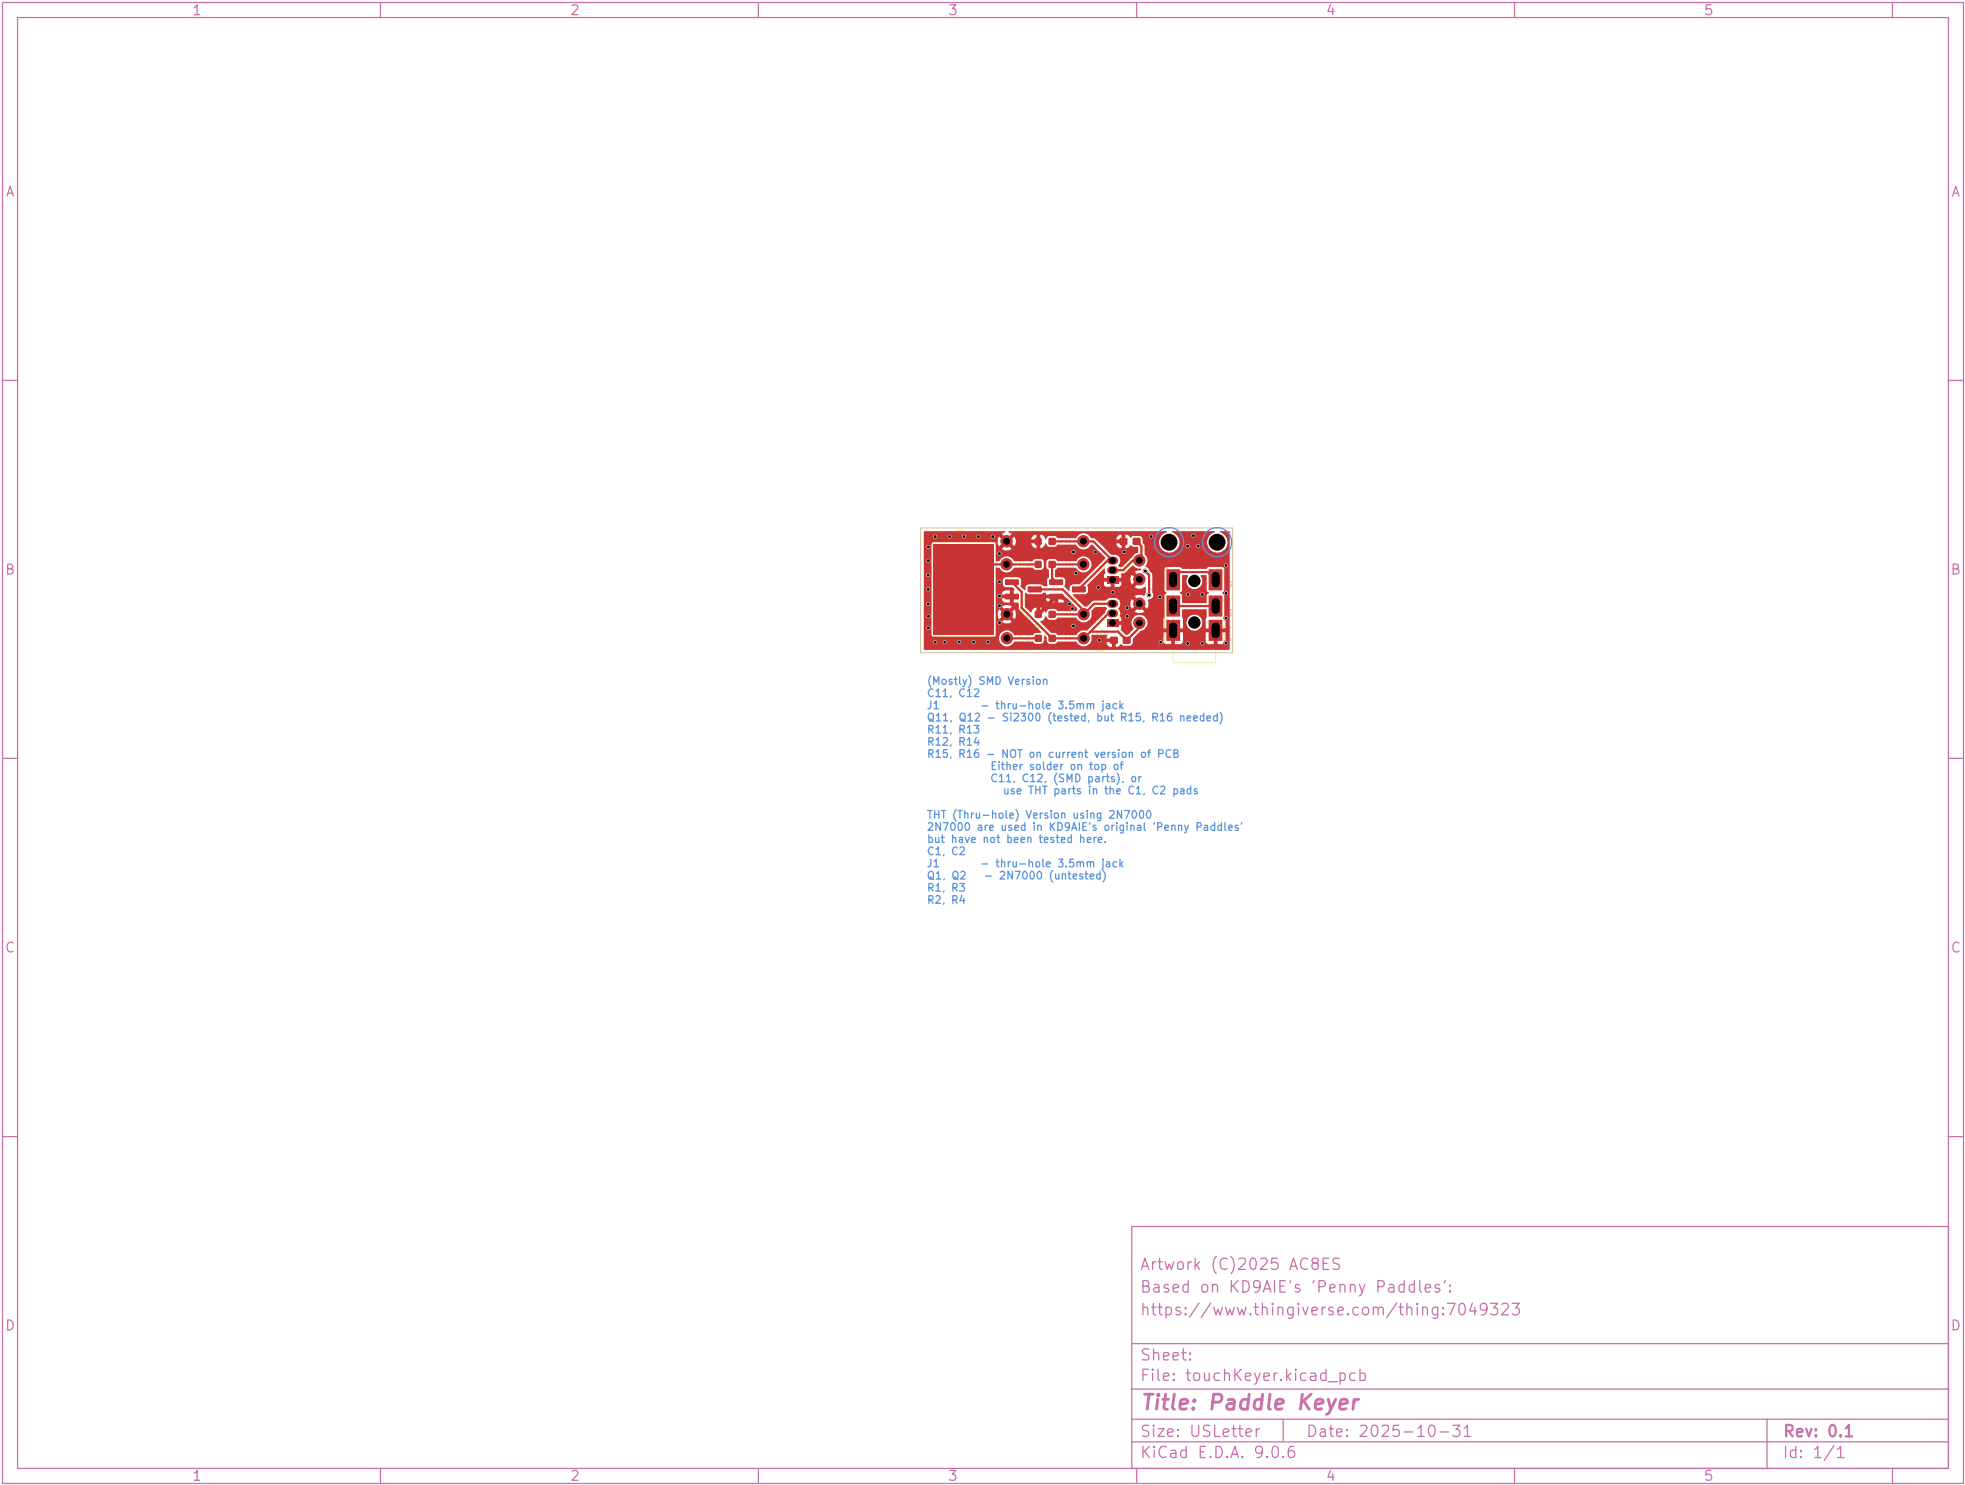 1 2 3 4 5
A A
B B
(Mostly) SMD Version
C11, C12
J1 - thru-hole 3.5mm jack
Q11, Q12 - Si2300 (tested, but R15, R16 needed)
R11, R13
R12, R14
R15, R16 - NOT on current version of PCB
Either solder on top of
C11, C12, (SMD parts), or
use THT parts in the C1, C2 pads
THT (Thru-hole) Version using 2N7000
2N7000 are used in KD9AIE's original 'Penny Paddles'
but have not been tested here.
C1, C2
J1 - thru-hole 3.5mm jack
Q1, Q2 - 2N7000 (untested)
R1, R3
R2, R4
C C
Artwork (C)2025 AC8ES
Based on KD9AIE's 'Penny Paddles':
https://www.thingiverse.com/thing:7049323
D D
Sheet:
File: touchKeyer.kicad_pcb
Title: Paddle Keyer
Size: USLetter Date: 2025-10-31 Rev: 0.1
KiCad E.D.A. 9.0.6 Id: 1/1
1 2 3 4 5